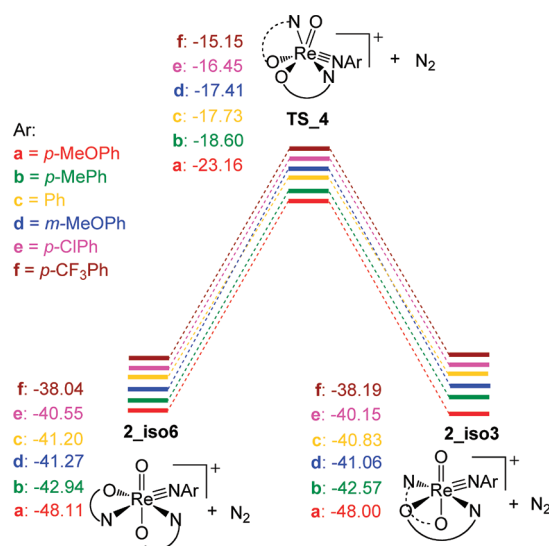 f: -15.15
e: -16.45
d: -17.41
c: -17.73
b: -18.60
a: -23.16
N O
O Re≡NAr
O N
+
+ N2
TS_4
Ar:
a = p-MeOPh
b = p-MePh
c = Ph
d = m-MeOPh
e = p-ClPh
f = p-CF3Ph
f: -38.04
e: -40.55
c: -41.20
d: -41.27
b: -42.94
a: -48.11
2_iso6
O
O Re≡NAr
N O N
+
+ N2
f: -38.19
e: -40.15
c: -40.83
d: -41.06
b: -42.57
a: -48.00
2_iso3
O
N Re≡NAr
O O N
+
+ N2